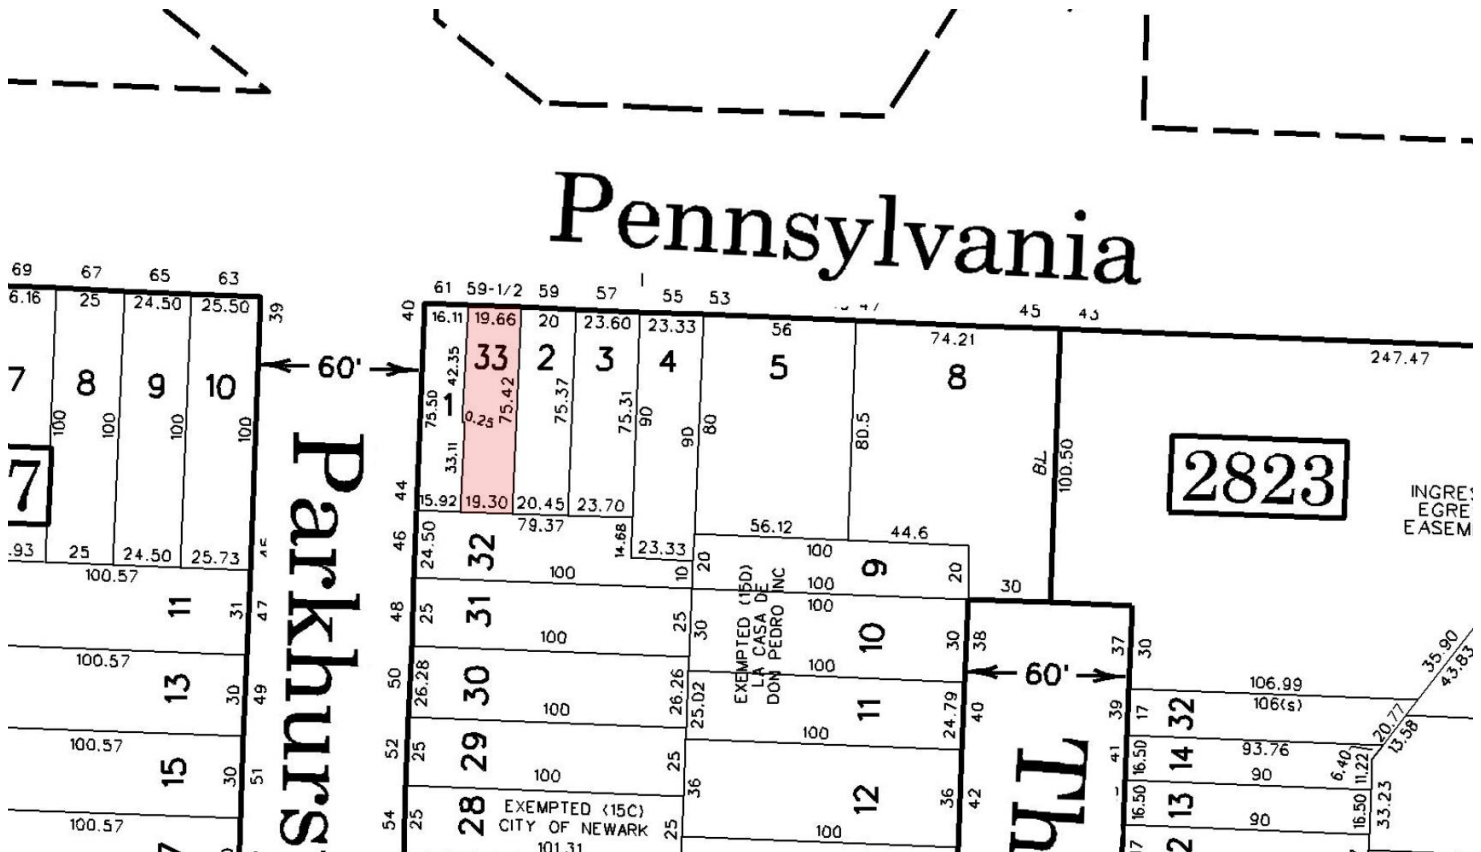 Pennsylvania
69 67 65 63
61 59-1/2 59 57 55 53 47 45 43
6.16 25 24.50 25.50 39
40 16.11 19.66 20 23.60 23.33 56 74.21 247.47
60'
7 8 9 10
1 33 2 3 4 5 8
100 100 100 100
75.50 42.35 33.11 0.25 75.42 75.37 75.31 90 90 80 80.5 BL 100.50
7
2823
INGRES
EGRE
EASEM
44 15.92 19.30 20.45 23.70 56.12 44.6
.93 25 24.50 25.73 45
100.57
46 24.50 32 79.37 14.68 23.33 100 10
20 100 9 20 100
30
11 31 47
48 25 31 25 100
30 100 10 30 38 100
60'
37 30
EXEMPTED (15D)
LA CASA DE
DON PEDRO INC
100.57
13 30 49
50 26.28 30 26.26 100
25.02 11 24.79 40 100
39 17 32 106.99
106(s)
35.90
43.83
20.77
13.58
100.57
15 30 51
52 25 29 25 100
41 16.50 14 93.76 6.40 11.22
90
36 12 36 42 100
54 25 28 25
EXEMPTED (15C)
CITY OF NEWARK
101.31
16.50 13 90 16.50 33.23
100.57
Parkhurs
Th